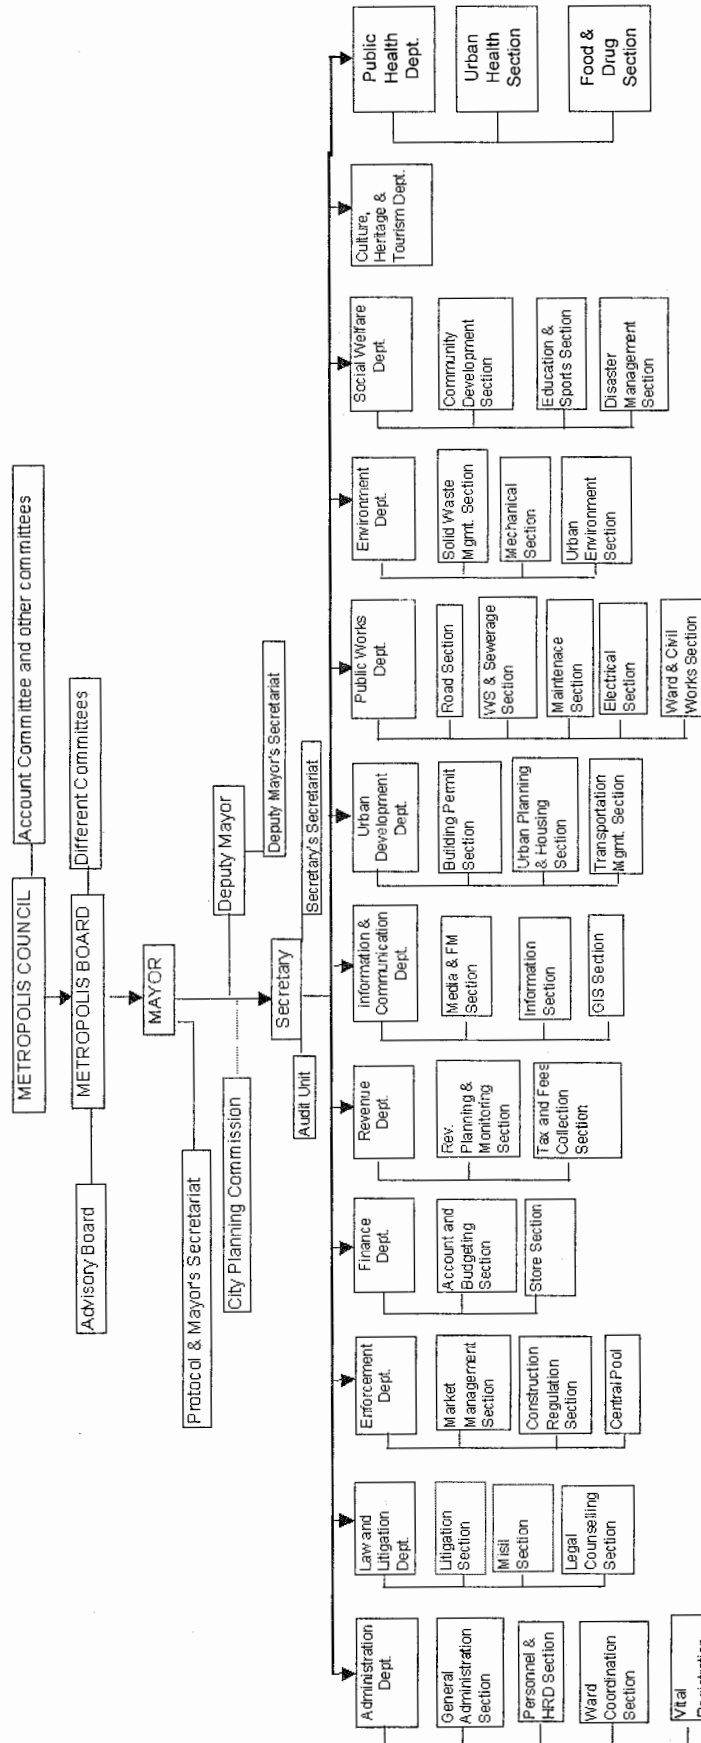 METROPOLIS COUNCIL
Account Committee and other committees
METROPOLIS BOARD
Different Committees
Advisory Board
MAYOR
Protocol & Mayor's Secretariat
Deputy Mayor
Deputy Mayor's Secretariat
City Planning Commission
Secretary
Secretary's Secretariat
Audit Unit
Administration
Dept.
General
Administration
Section
Personnel &
HRD Section
Ward
Coordination
Section
Vital
Law and
Litigation
Dept.
Litigation
Section
Misil
Section
Legal
Counselling
Section
Enforcement
Dept.
Market
Management
Section
Construction
Regulation
Section
Central Pool
Finance
Dept.
Account and
Budgeting
Section
Store Section
Revenue
Dept.
Rev.
Planning &
Monitoring
Section
Tax and Fees
Collection
Section
Information &
Communication
Dept.
Media & FM
Section
Information
Section
GIS Section
Urban
Development
Dept.
Building Permit
Section
Urban Planning
& Housing
Section
Transportation
Mgmt. Section
Public Works
Dept.
Road Section
WS & Sewerage
Section
Maintenace
Section
Electrical
Section
Ward & Civil
Works Section
Environment
Dept.
Solid Waste
Mgmt. Section
Mechanical
Section
Urban
Environment
Section
Social Welfare
Dept.
Community
Development
Section
Education &
Sports Section
Disaster
Management
Section
Culture,
Heritage &
Tourism Dept.
Public
Health
Dept.
Urban
Health
Section
Food &
Drug
Section